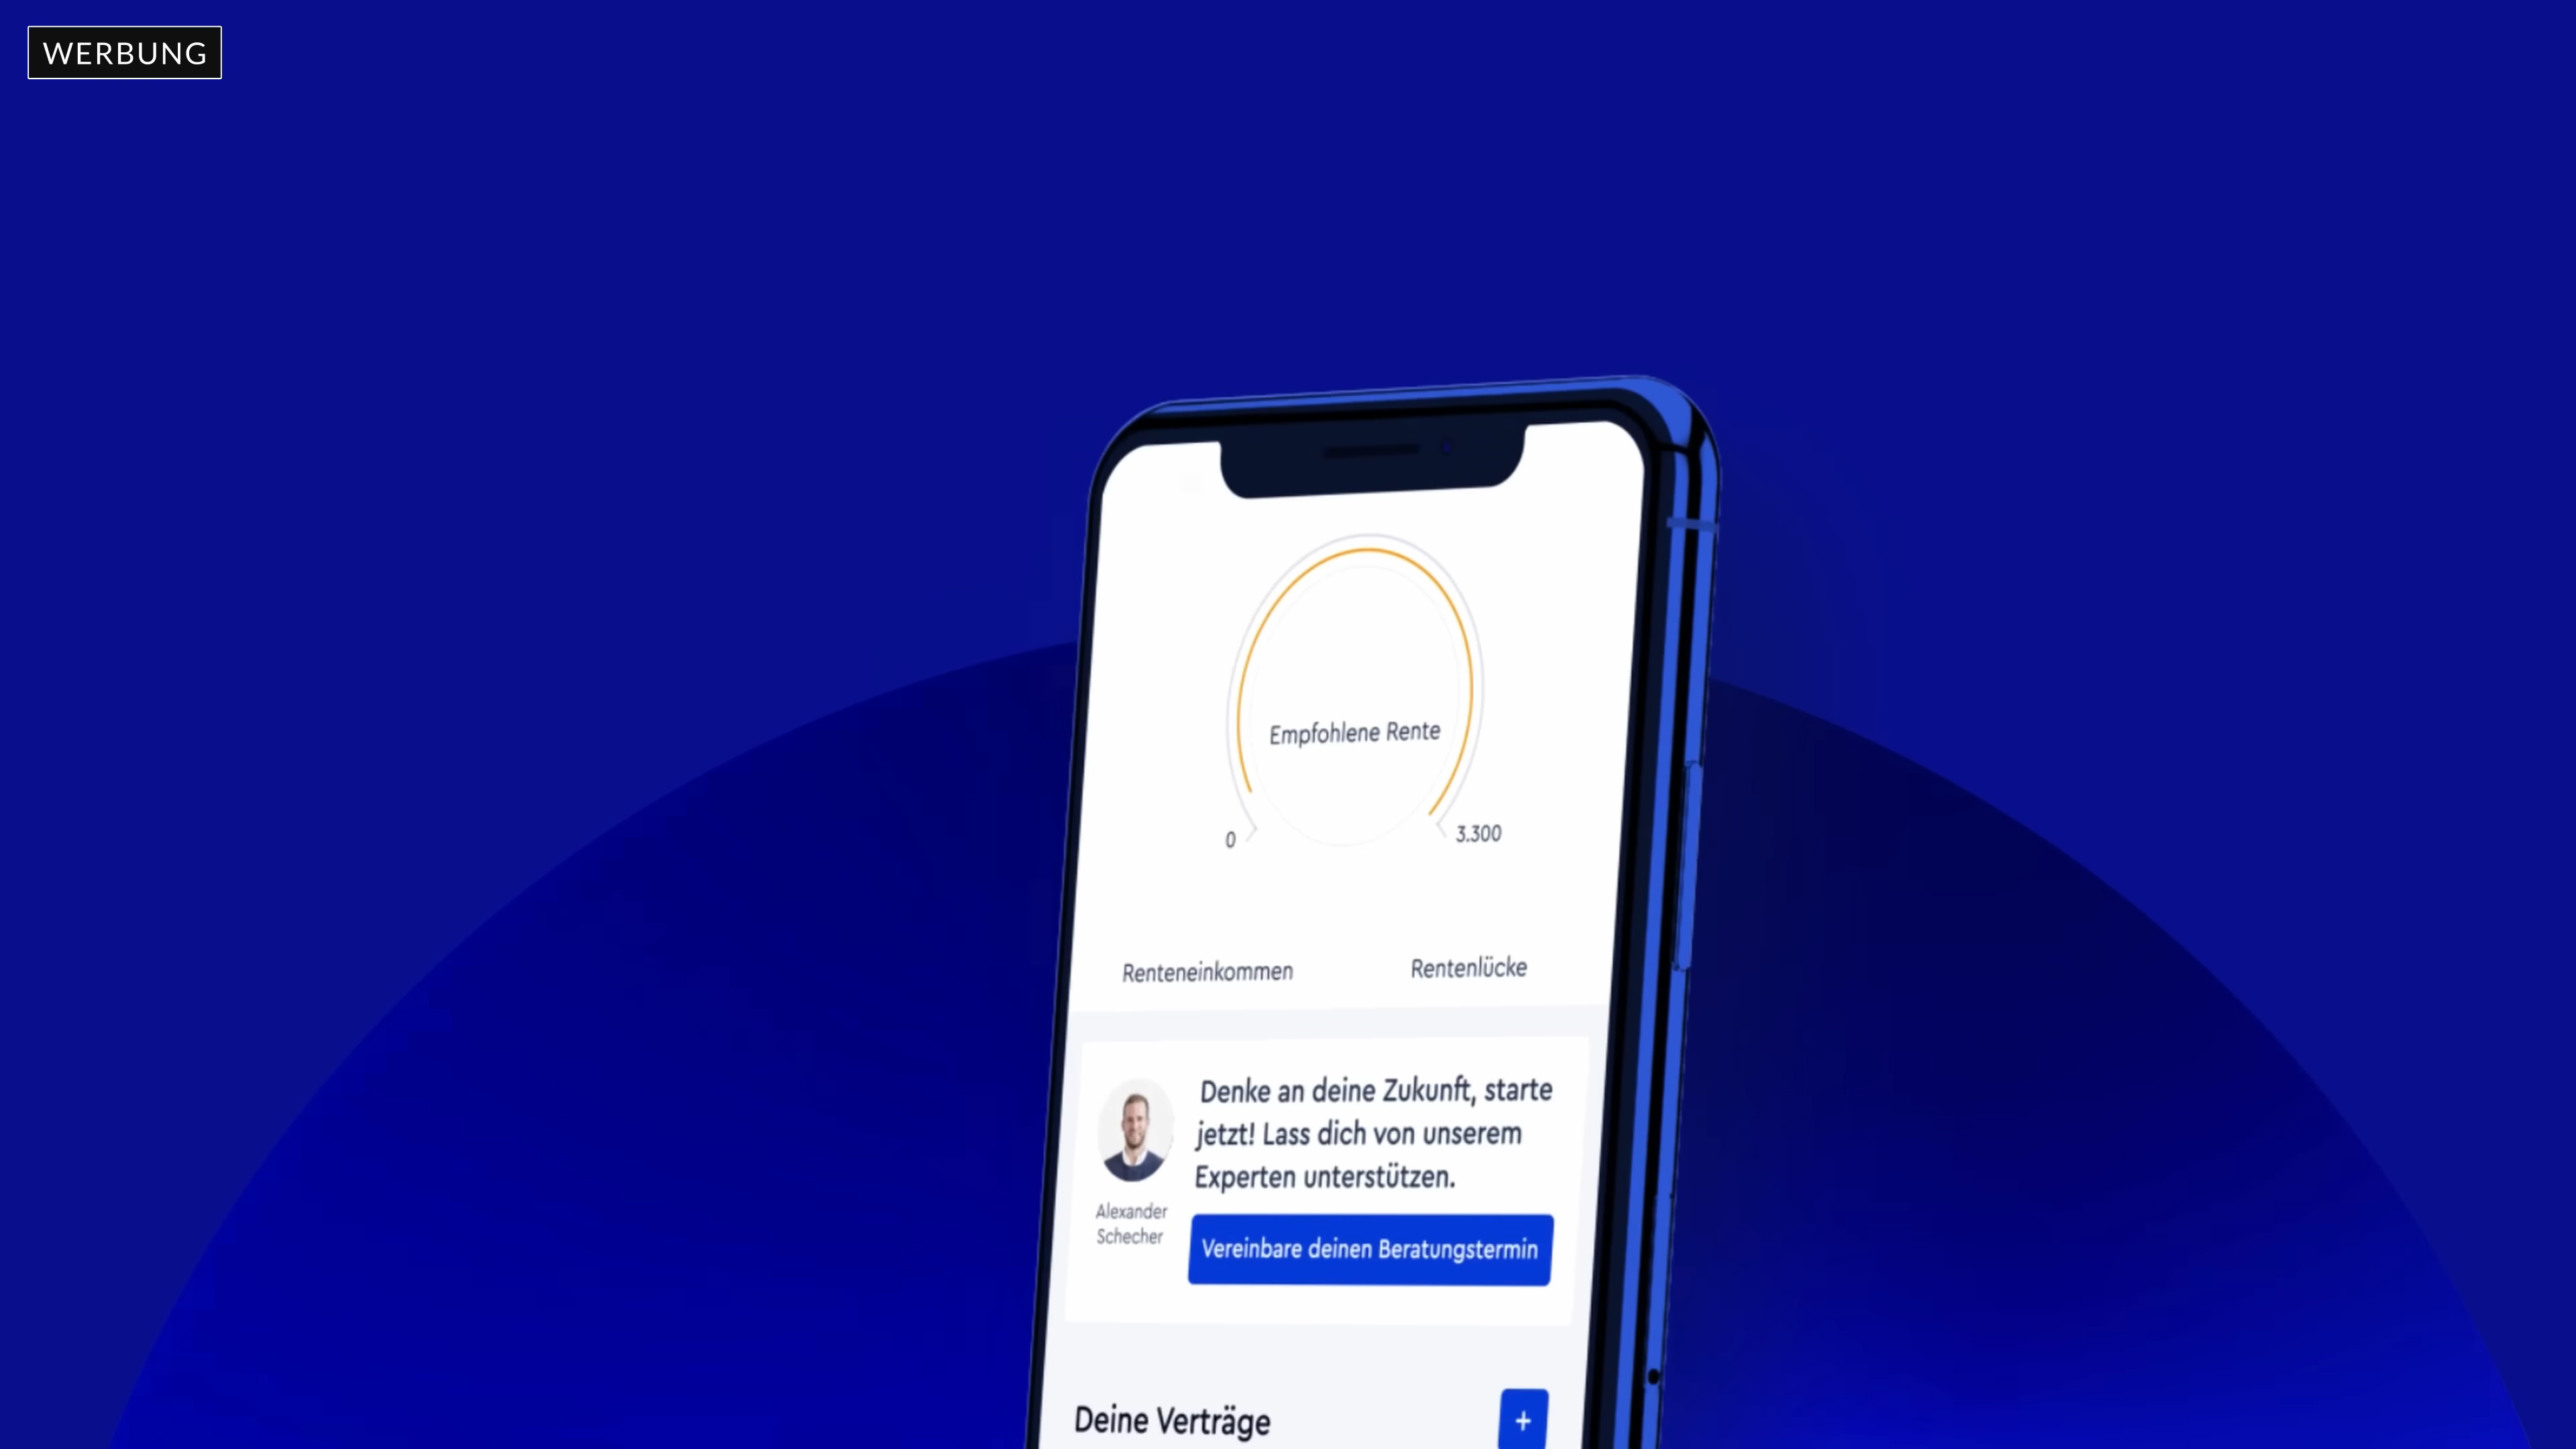 WERBUNG
Empfohlene Rente
0
3.300
Renteneinkommen
Rentenlücke
Denke an deine Zukunft, starte
jetzt! Lass dich von unserem
Experten unterstützen.
Alexander
Schecher
Vereinbare deinen Beratungstermin
Deine Verträge
+